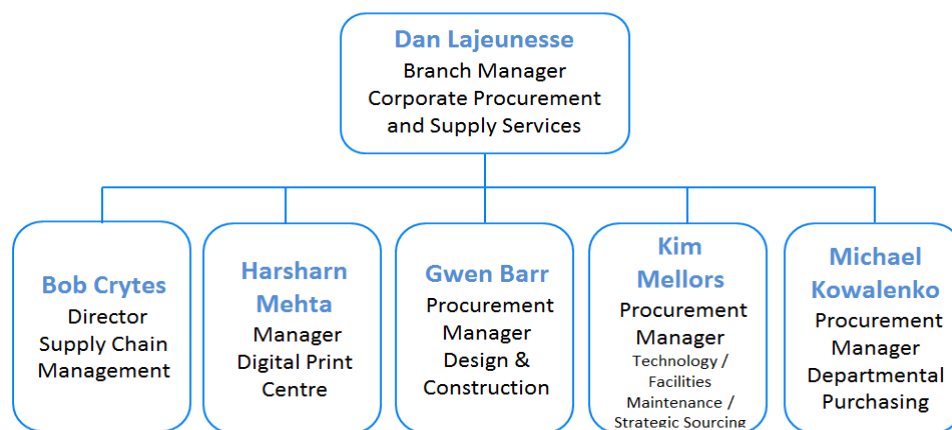 Dan Lajeunesse
Branch Manager
Corporate Procurement
and Supply Services
Bob Crytes
Director
Supply Chain
Management
Harsharn
Mehta
Manager
Digital Print
Centre
Gwen Barr
Procurement
Manager
Design &
Construction
Kim
Mellors
Procurement
Manager
Technology /
Facilities
Maintenance /
Strategic Sourcing
Michael
Kowalenko
Procurement
Manager
Departmental
Purchasing